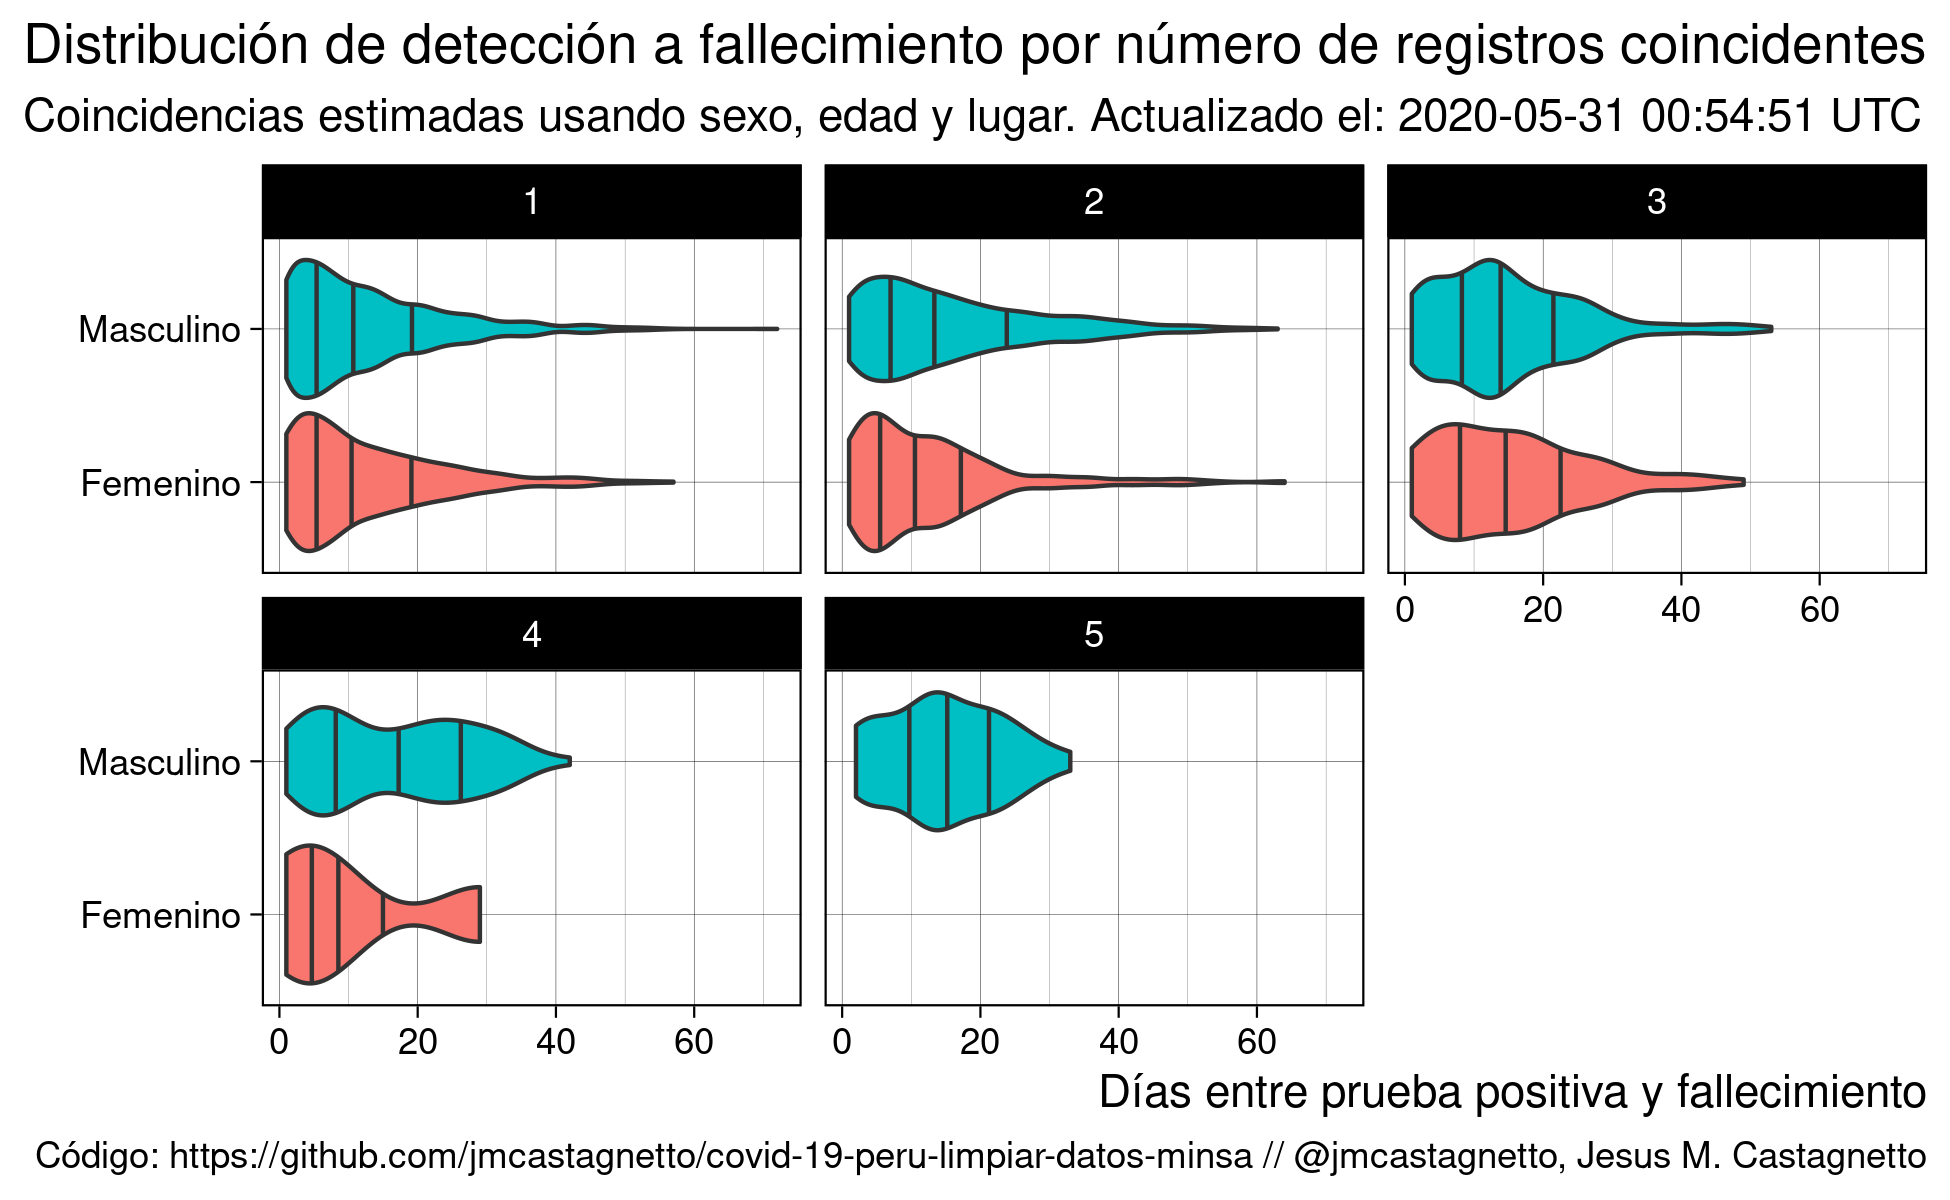 Distribución de detección a fallecimiento por número de registros coincidentes
Coincidencias estimadas usando sexo, edad y lugar. Actualizado el: 2020-05-31 00:54:51 UTC
1
2
3
Masculino
Femenino
0 20 40 60
4
5
Masculino
Femenino
0 20 40 60
0 20 40 60
Días entre prueba positiva y fallecimiento
Código: https://github.com/jmcastagnetto/covid-19-peru-limpiar-datos-minsa // @jmcastagnetto, Jesus M. Castagnetto